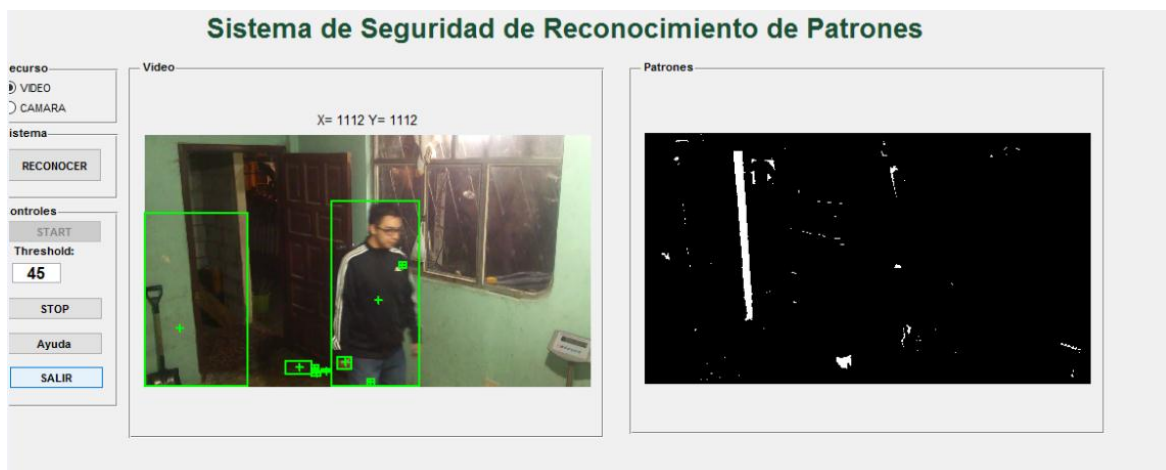 Sistema de Seguridad de Reconocimiento de Patrones
ecurso
VIDEO
CAMARA
istema
RECONOCER
ontroles
START
Threshold:
45
STOP
Ayuda
SALIR
Video
X= 1112 Y= 1112
Patrones